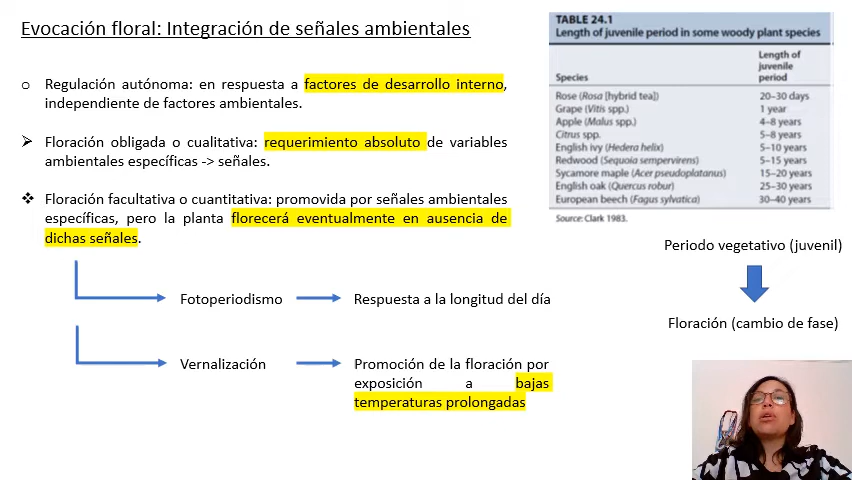 Evocación floral: Integración de señales ambientales
o Regulación autónoma: en respuesta a factores de desarrollo interno,
independiente de factores ambientales.
➢ Floración obligada o cualitativa: requerimiento absoluto de variables
ambientales específicas -> señales.
❖ Floración facultativa o cuantitativa: promovida por señales ambientales
específicas, pero la planta florecerá eventualmente en ausencia de
dichas señales.
Fotoperiodismo
Respuesta a la longitud del día
Vernalización
Promoción de la floración por
exposición a bajas
temperaturas prolongadas
TABLE 24.1
Length of juvenile period in some woody plant species
Species Length of
juvenile
period
Rose (Rosa [hybrid tea]) 20–30 days
Grape (Vitis spp.) 1 year
Apple (Malus spp.) 4–8 years
Citrus spp. 5–8 years
English ivy (Hedera helix) 5–10 years
Redwood (Sequoia sempervirens) 5–15 years
Sycamore maple (Acer pseudoplatanus) 15–20 years
English oak (Quercus robur) 25–30 years
European beech (Fagus sylvatica) 30–40 years
Source: Clark 1983.
Periodo vegetativo (juvenil)
Floración (cambio de fase)